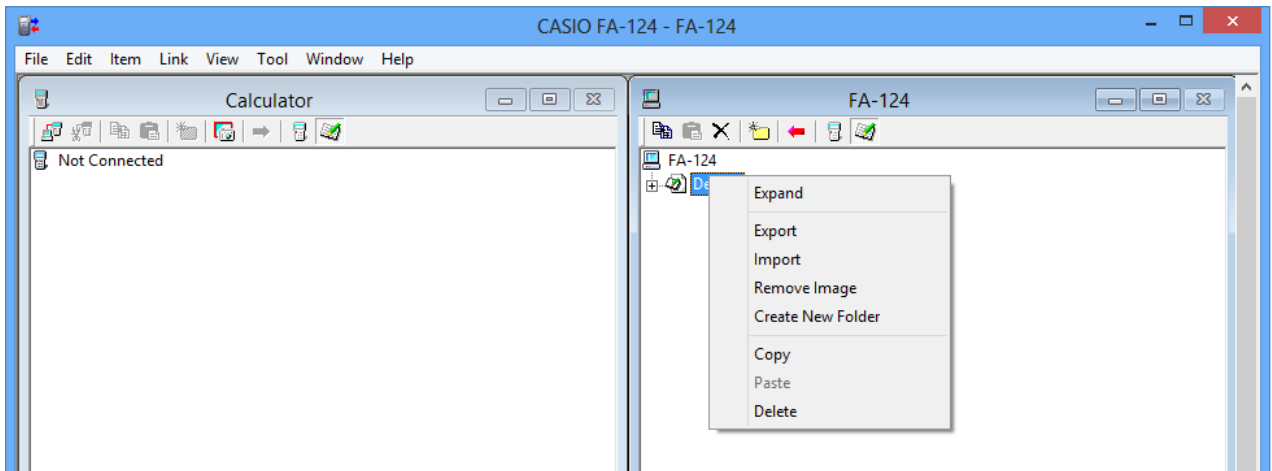 CASIO FA-124 - FA-124
File Edit Item Link View Tool Window Help
Calculator
Not Connected
FA-124
FA-124
Expand
Export
Import
Remove Image
Create New Folder
Copy
Paste
Delete